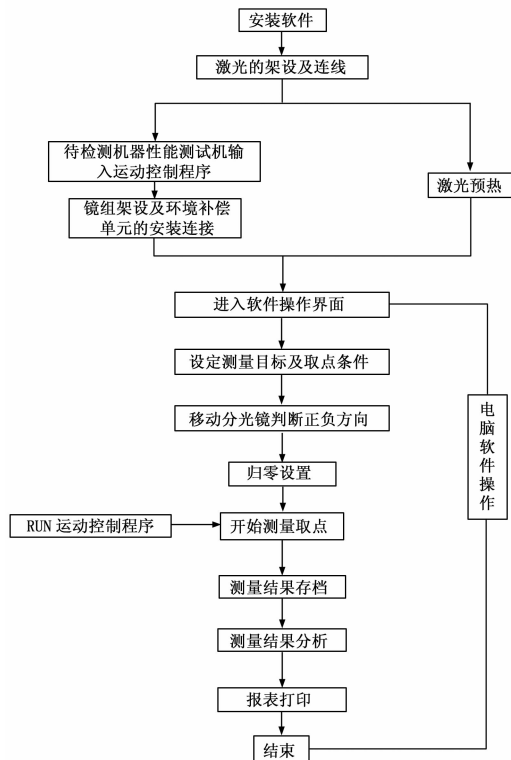 安装软件
激光的架设及连线
待检测机器性能测试机输
入运动控制程序
激光预热
镜组架设及环境补偿
单元的安装连接
进入软件操作界面
设定测量目标及取点条件
移动分光镜判断正负方向
电脑软件操作
归零设置
RUN 运动控制程序
开始测量取点
测量结果存档
测量结果分析
报表打印
结束